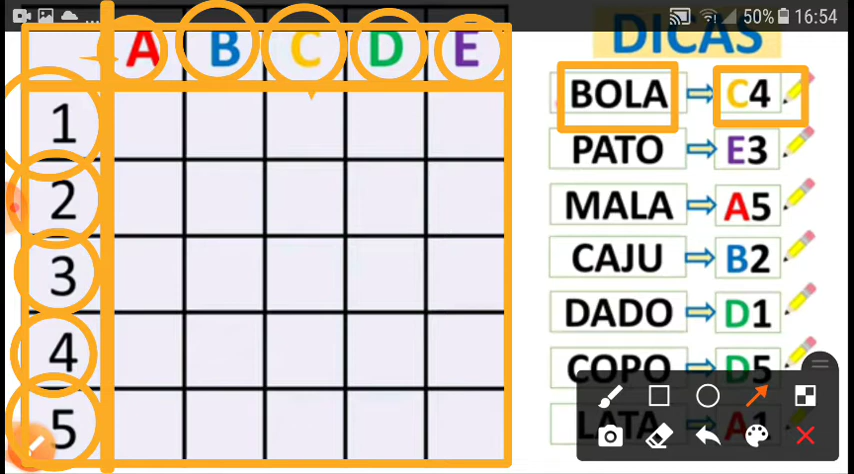 50% 16:54
DICAS
A B C D E
1
2
3
4
5
BOLA C4
PATO E3
MALA A5
CAJU B2
DADO D1
COPO D5
LATA A1